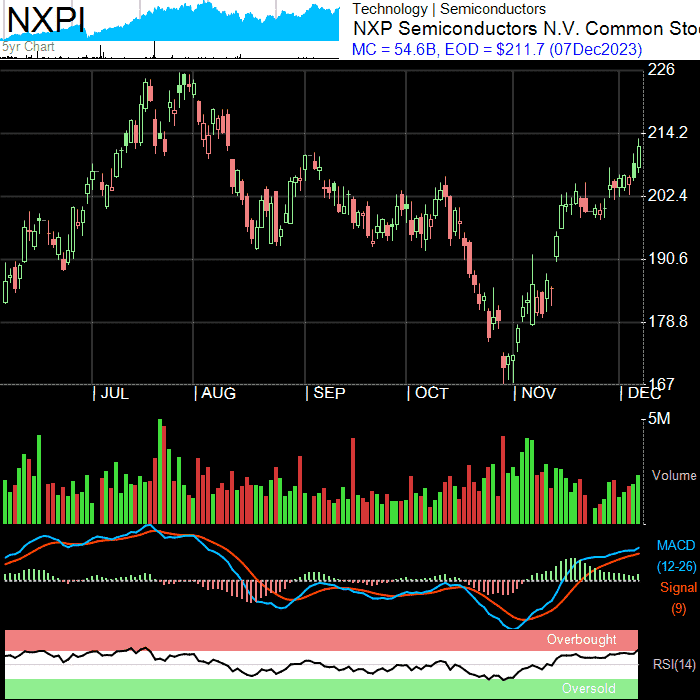 NXPI
5yr Chart
Technology | Semiconductors
NXP Semiconductors N.V. Common Sto
MC = 54.6B, EOD = $211.7 (07Dec2023)
226
214.2
202.4
190.6
178.8
167
| JUL | AUG | SEP | OCT | NOV | DEC
5M
Volume
MACD
(12-26)
Signal
(9)
Overbought
RSI(14)
Oversold